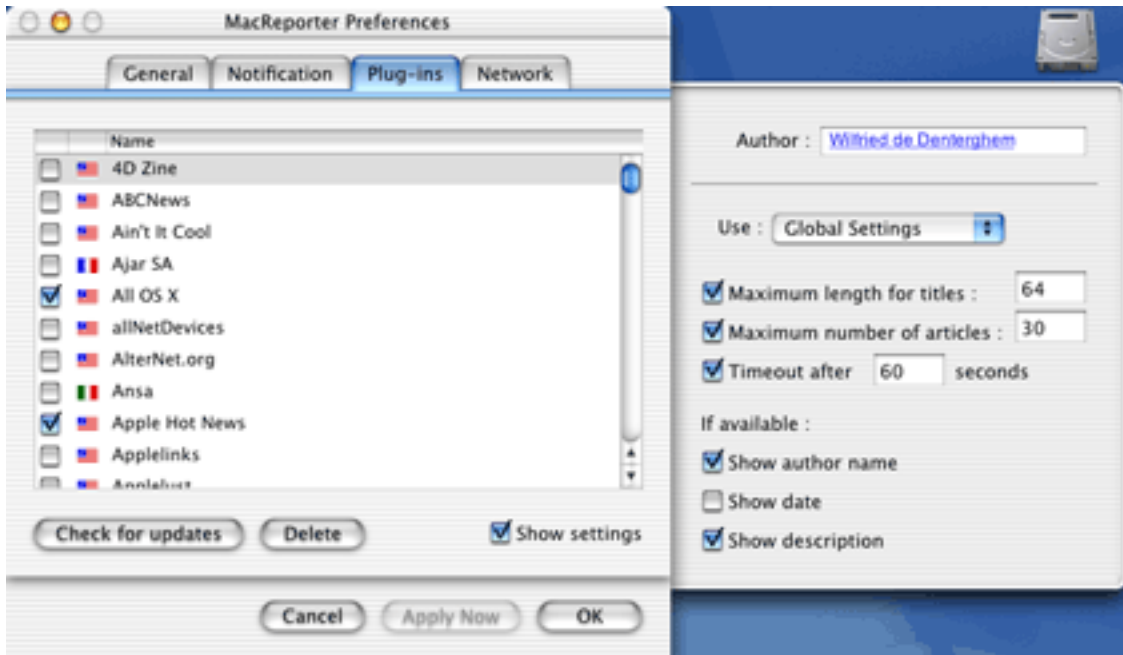 MacReporter Preferences
General Notification Plug-ins Network
Name
4D Zine
ABCNews
Ain't It Cool
Ajar SA
All OS X
allNetDevices
AlterNet.org
Ansa
Apple Hot News
Applelinks
Applelust
Check for updates Delete Show settings
Cancel Apply Now OK
Author : Wilfried de Denterghem
Use : Global Settings
Maximum length for titles : 64
Maximum number of articles : 30
Timeout after 60 seconds
If available :
Show author name
Show date
Show description